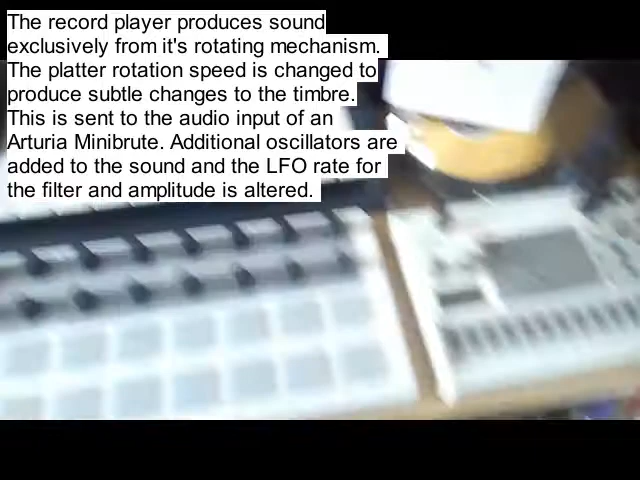 The record player produces sound
exclusively from it's rotating mechanism.
The platter rotation speed is changed to
produce subtle changes to the timbre.
This is sent to the audio input of an
Arturia Minibrute. Additional oscillators are
added to the sound and the LFO rate for
the filter and amplitude is altered.